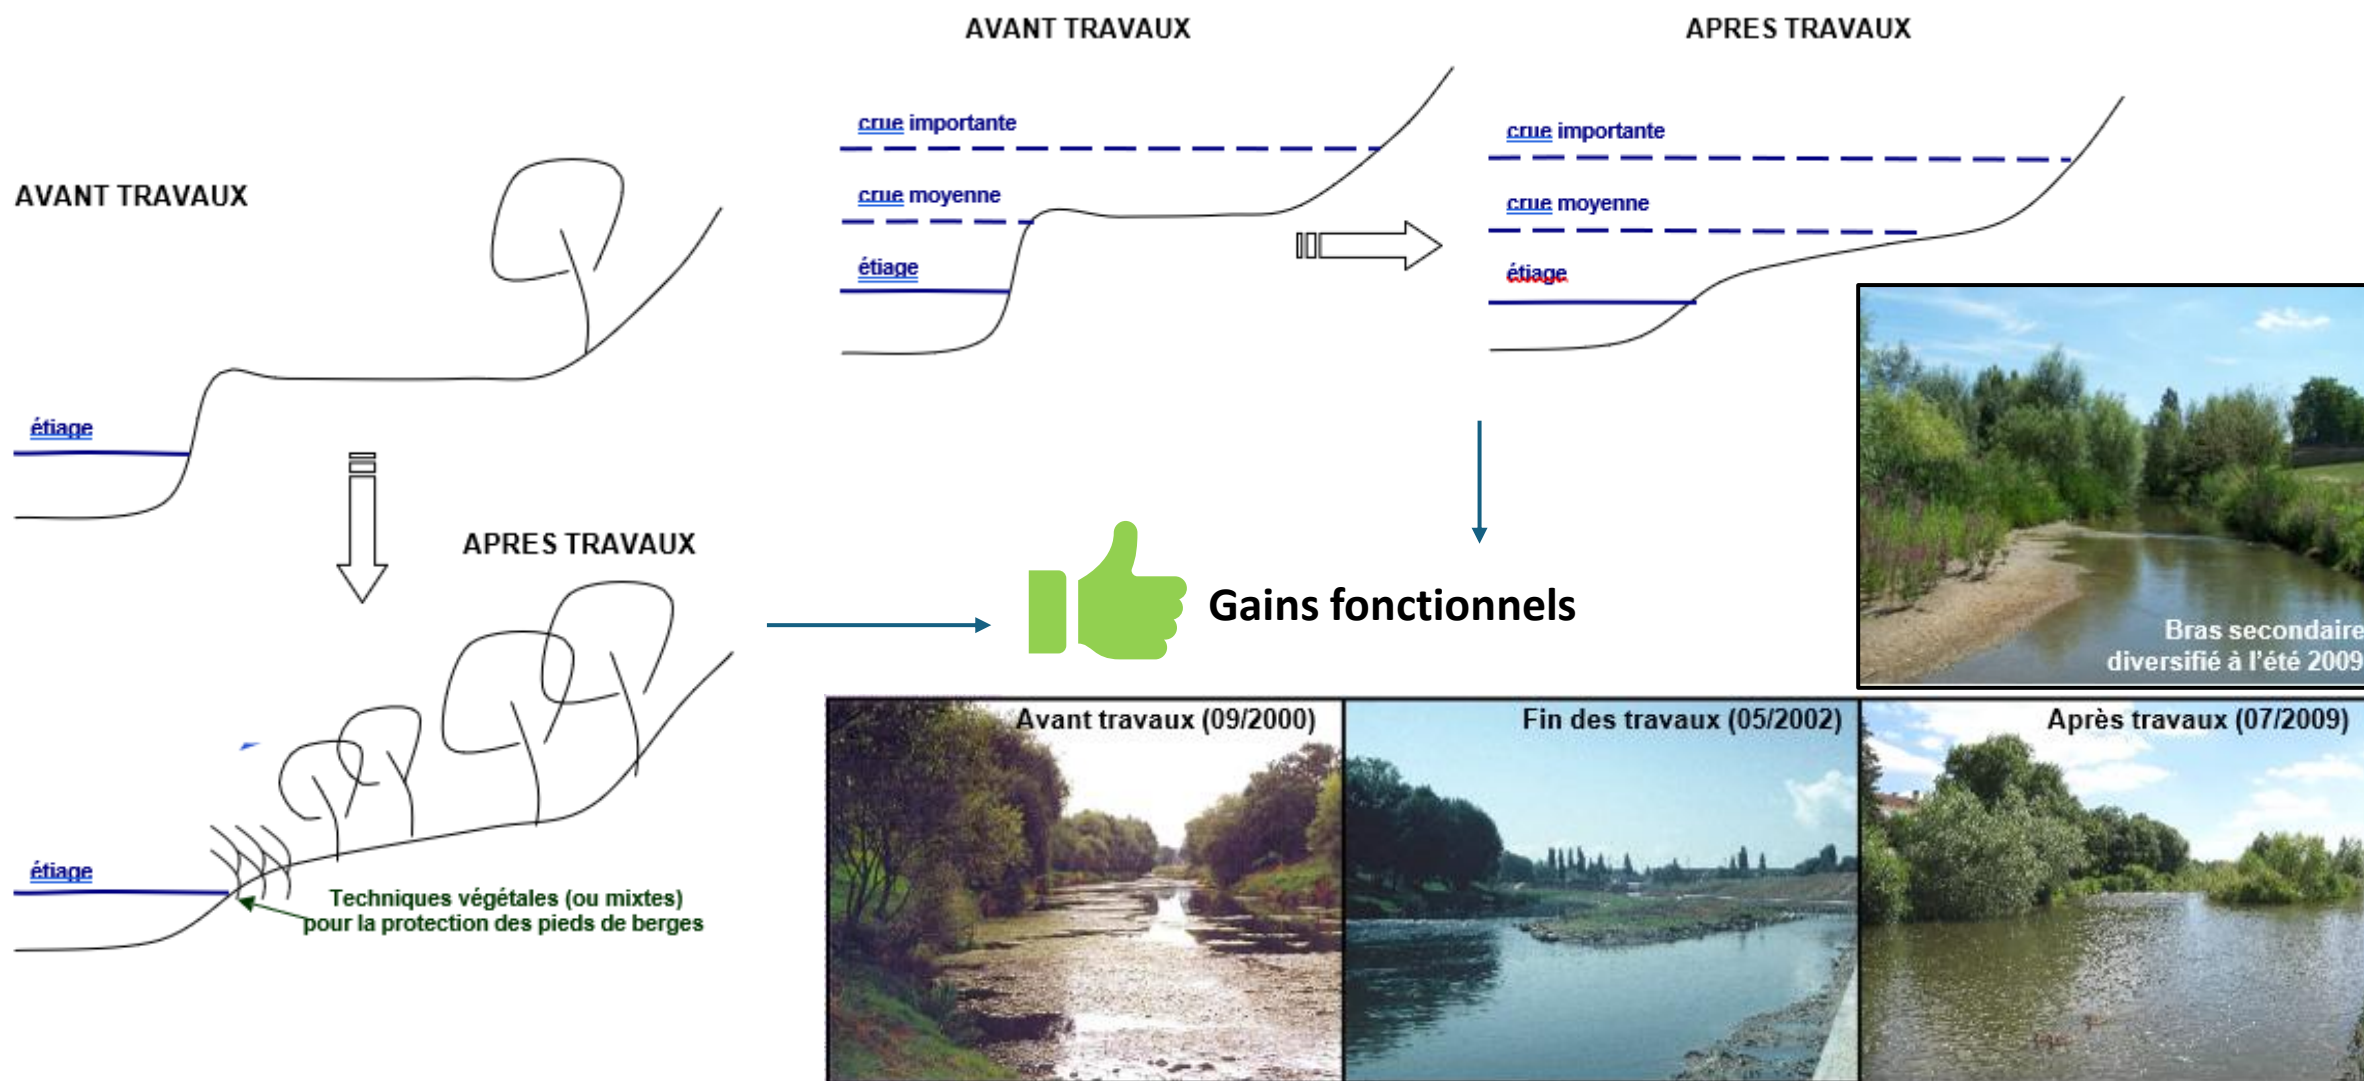 AVANT TRAVAUX
étiage
APRES TRAVAUX
étiage
Techniques végétales (ou mixtes)
pour la protection des pieds de berges
AVANT TRAVAUX
crue importante
crue moyenne
étiage
APRES TRAVAUX
crue importante
crue moyenne
étiage
Gains fonctionnels
Bras secondaire
diversifié à l'été 2009
Avant travaux (09/2000)
Fin des travaux (05/2002)
Après travaux (07/2009)